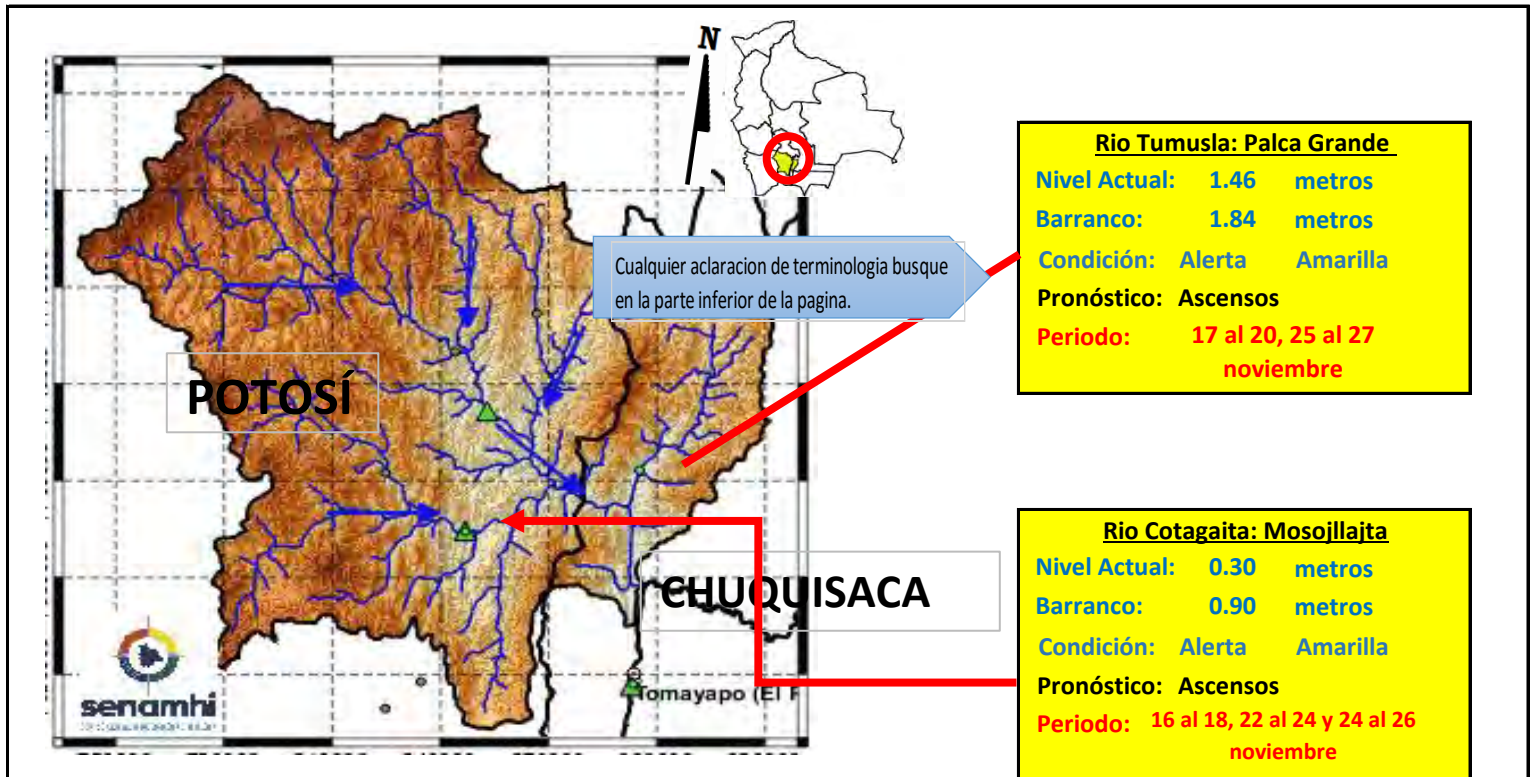 N
Cualquier aclaracion de terminologia busque
en la parte inferior de la pagina.
POTOSÍ
CHUQUISACA
Tomayapo (El
senamhi
Rio Tumusla: Palca Grande
Nivel Actual: 1.46 metros
Barranco: 1.84 metros
Condición: Alerta Amarilla
Pronóstico: Ascensos
Periodo: 17 al 20, 25 al 27
noviembre
Rio Cotagaita: Mosojllajta
Nivel Actual: 0.30 metros
Barranco: 0.90 metros
Condición: Alerta Amarilla
Pronóstico: Ascensos
Periodo: 16 al 18, 22 al 24 y 24 al 26
noviembre